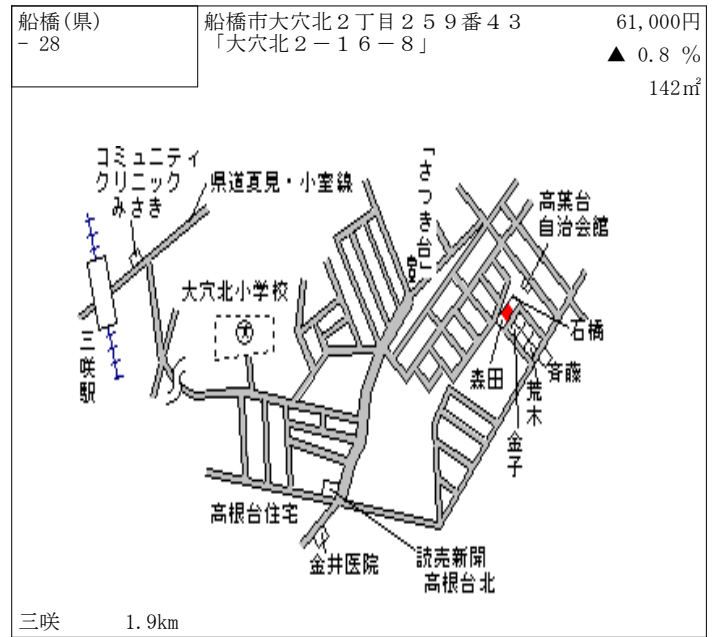 船橋(県)
- 28
船橋市大穴北２丁目２５９番４３
「大穴北２－１６－８」
61,000円
▲ 0.8 %
142㎡
コミュニティ
クリニック
みさき
県道夏見・小室線
「さつき台」
高葉台
自治会館
大穴北小学校
文
三咲駅
石橋
斉藤
荒木
森田
金子
高根台住宅
金井医院
読売新聞
高根台北
三咲 1.9km